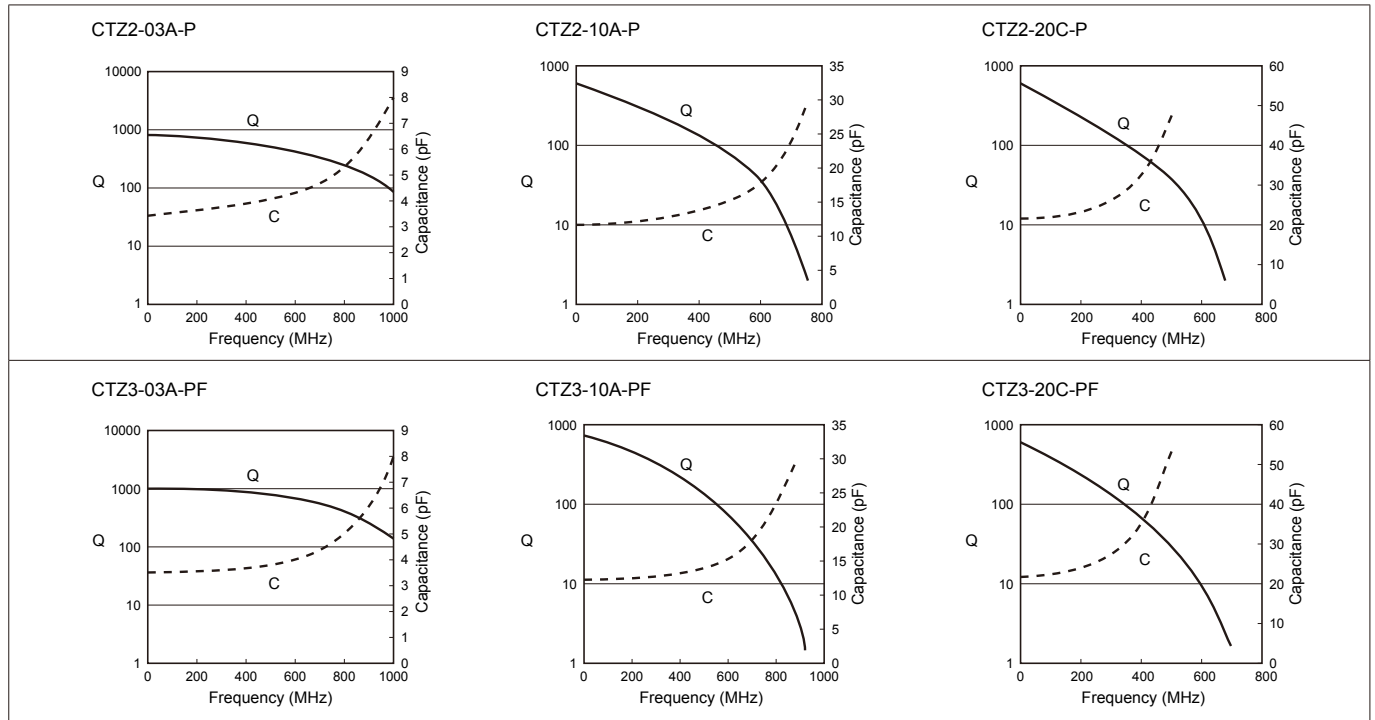 CTZ2-03A-P
10000
1000
100
10
1
Q
Q
C
9
8
7
6
5
4
3
2
1
0
Capacitance (pF)
0 200 400 600 800 1000
Frequency (MHz)
CTZ2-10A-P
1000
100
10
1
Q
Q
C
35
30
25
20
15
10
5
0
Capacitance (pF)
0 200 400 600 800
Frequency (MHz)
CTZ2-20C-P
1000
100
10
1
Q
Q
C
60
50
40
30
20
10
0
Capacitance (pF)
0 200 400 600 800
Frequency (MHz)
CTZ3-03A-PF
10000
1000
100
10
1
Q
Q
C
9
8
7
6
5
4
3
2
1
0
Capacitance (pF)
0 200 400 600 800 1000
Frequency (MHz)
CTZ3-10A-PF
1000
100
10
1
Q
Q
C
35
30
25
20
15
10
5
0
Capacitance (pF)
0 200 400 600 800 1000
Frequency (MHz)
CTZ3-20C-PF
1000
100
10
1
Q
Q
C
60
50
40
30
20
10
0
Capacitance (pF)
0 200 400 600 800
Frequency (MHz)